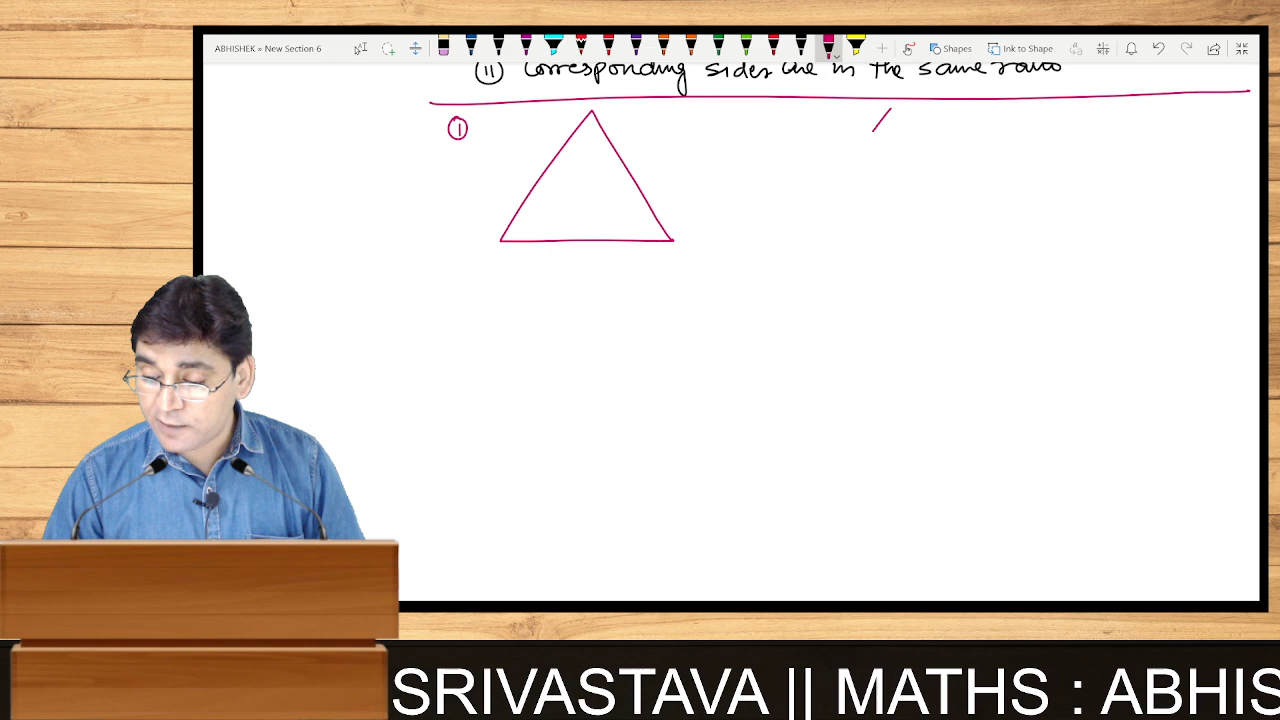 ABHISHEK » New Section 6
Shapes Ink to Shape
(ii) Corresponding sides are in the same ratio
①
SRIVASTAVA || MATHS : ABHIS